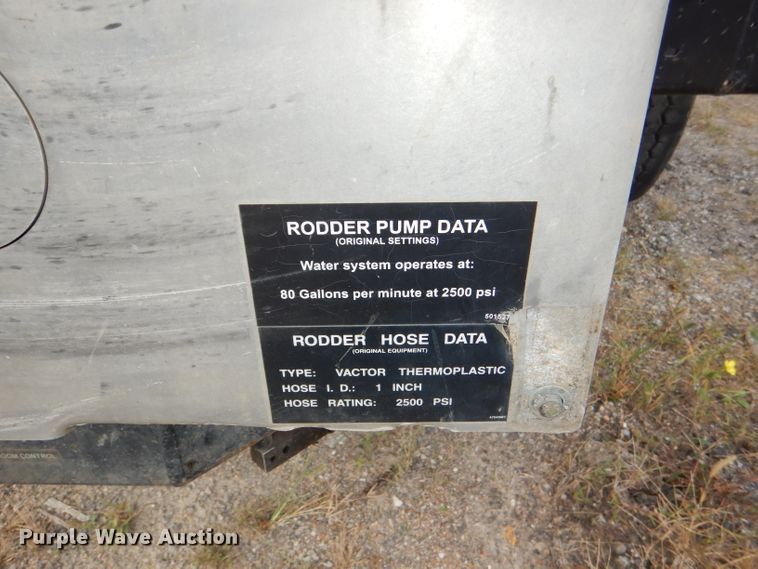 RODDER PUMP DATA
(ORIGINAL SETTINGS)
Water system operates at:
80 Gallons per minute at 2500 psi
RODDER HOSE DATA
(ORIGINAL EQUIPMENT)
TYPE: VACTOR THERMOPLASTIC
HOSE I. D.: 1 INCH
HOSE RATING: 2500 PSI
CONTROL
Purple Wave Auction